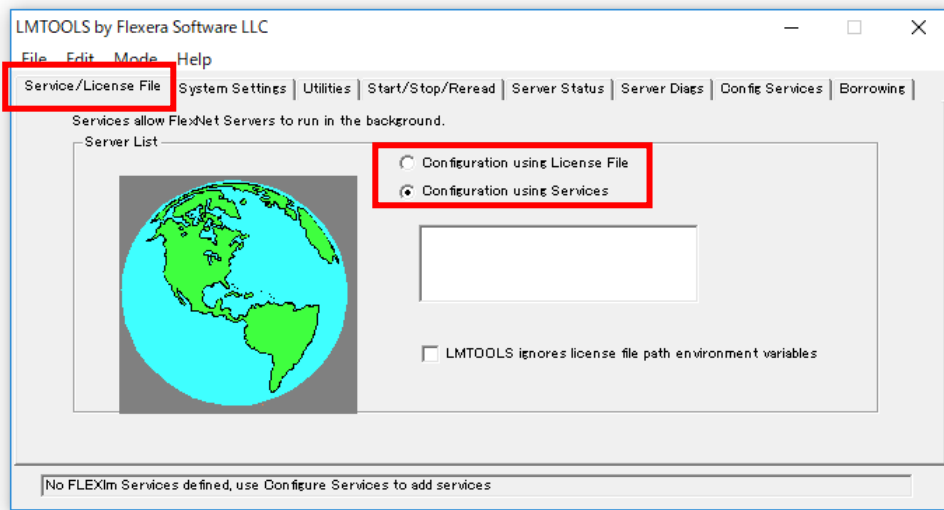 LMTOOLS by Flexera Software LLC
File Edit Mode Help
Service/License File System Settings Utilities Start/Stop/Reread Server Status Server Diags Config Services Borrowing
Services allow FlexNet Servers to run in the background.
Server List
Configuration using License File
Configuration using Services
LMTOOLS ignores license file path environment variables
No FLEXlm Services defined, use Configure Services to add services